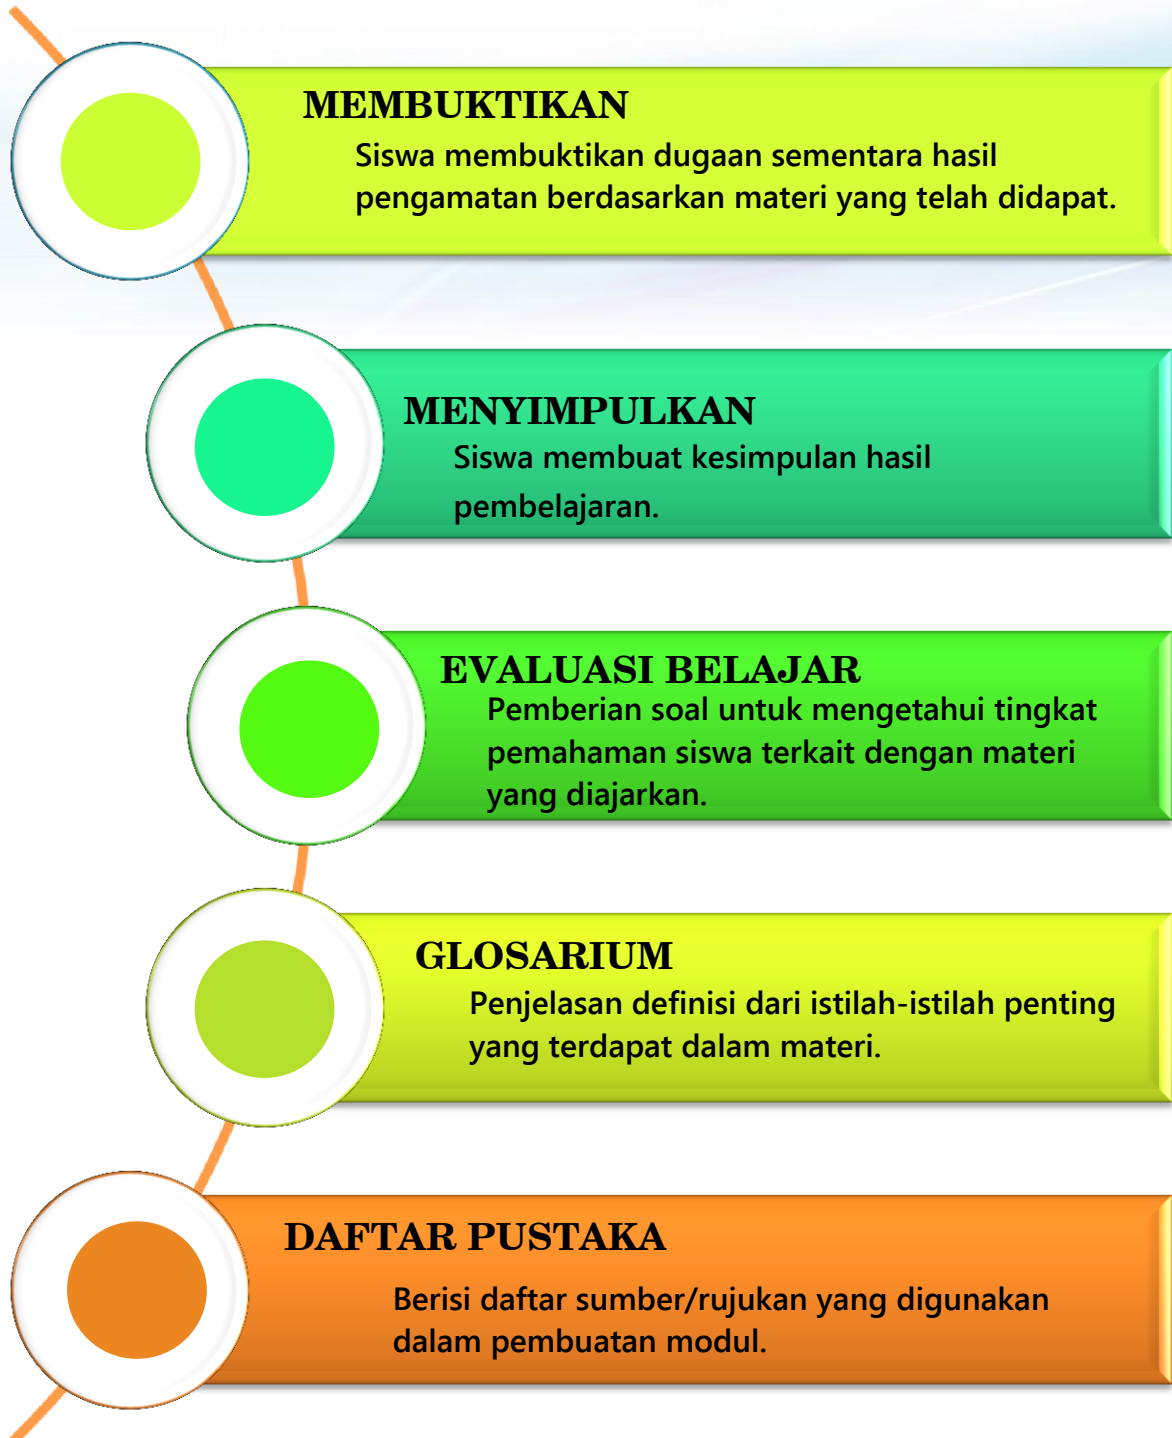 MEMBUKTIKAN
Siswa membuktikan dugaan sementara hasil
pengamatan berdasarkan materi yang telah didapat.
MENYIMPULKAN
Siswa membuat kesimpulan hasil
pembelajaran.
EVALUASI BELAJAR
Pemberian soal untuk mengetahui tingkat
pemahaman siswa terkait dengan materi
yang diajarkan.
GLOSARIUM
Penjelasan definisi dari istilah-istilah penting
yang terdapat dalam materi.
DAFTAR PUSTAKA
Berisi daftar sumber/rujukan yang digunakan
dalam pembuatan modul.